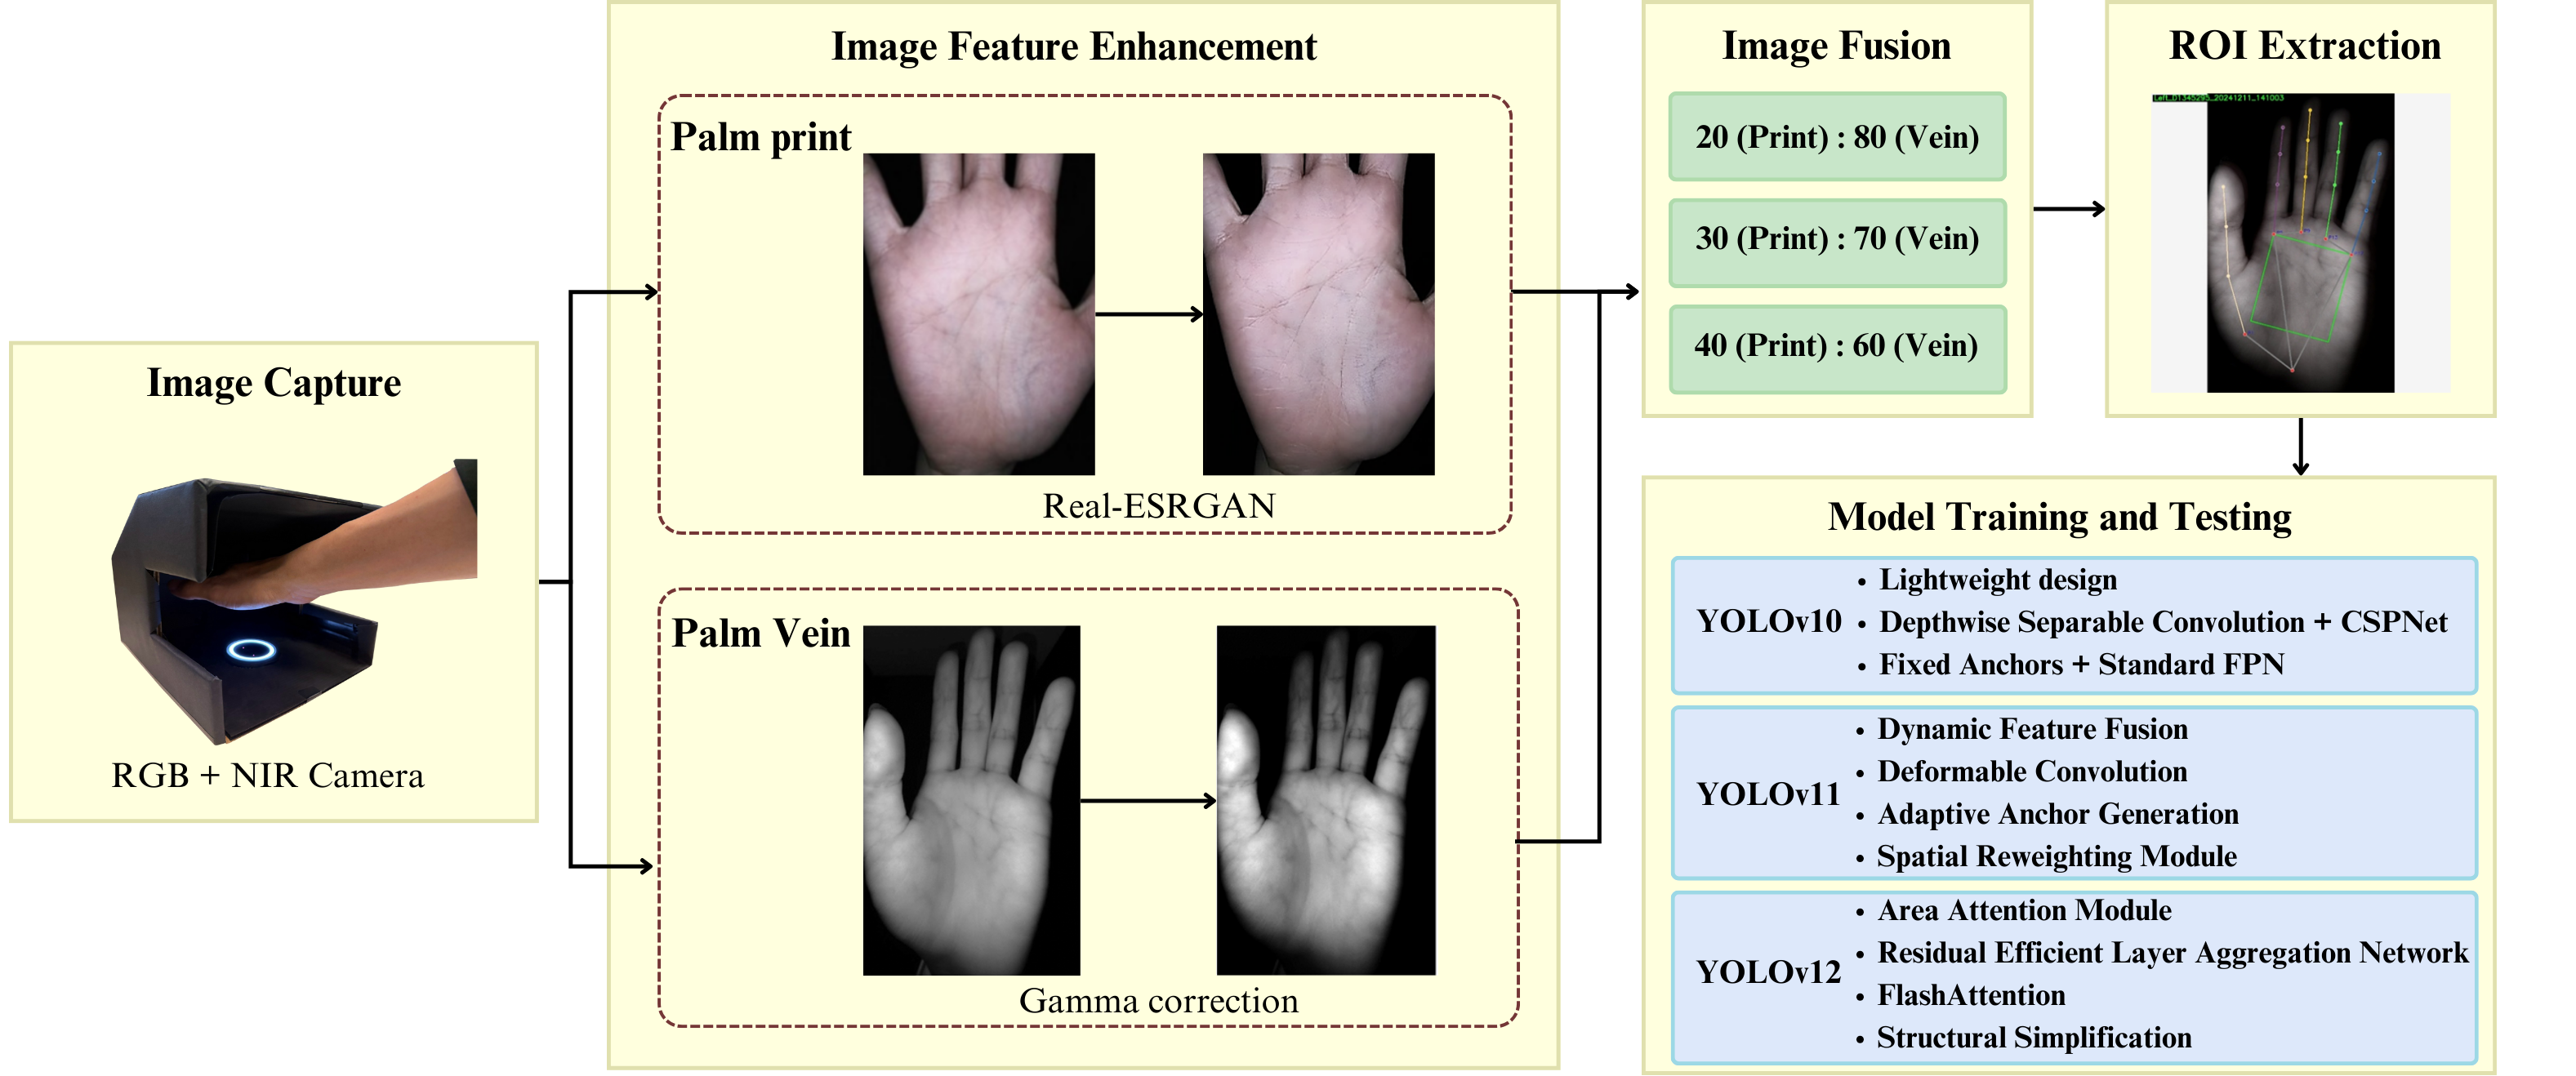 Image Capture
RGB + NIR Camera
Image Feature Enhancement
Palm print
Real-ESRGAN
Palm Vein
Gamma correction
Image Fusion
20 (Print) : 80 (Vein)
30 (Print) : 70 (Vein)
40 (Print) : 60 (Vein)
ROI Extraction
Model Training and Testing
YOLOv10
• Lightweight design
• Depthwise Separable Convolution + CSPNet
• Fixed Anchors + Standard FPN
YOLOv11
• Dynamic Feature Fusion
• Deformable Convolution
• Adaptive Anchor Generation
• Spatial Reweighting Module
YOLOv12
• Area Attention Module
• Residual Efficient Layer Aggregation Network
• FlashAttention
• Structural Simplification